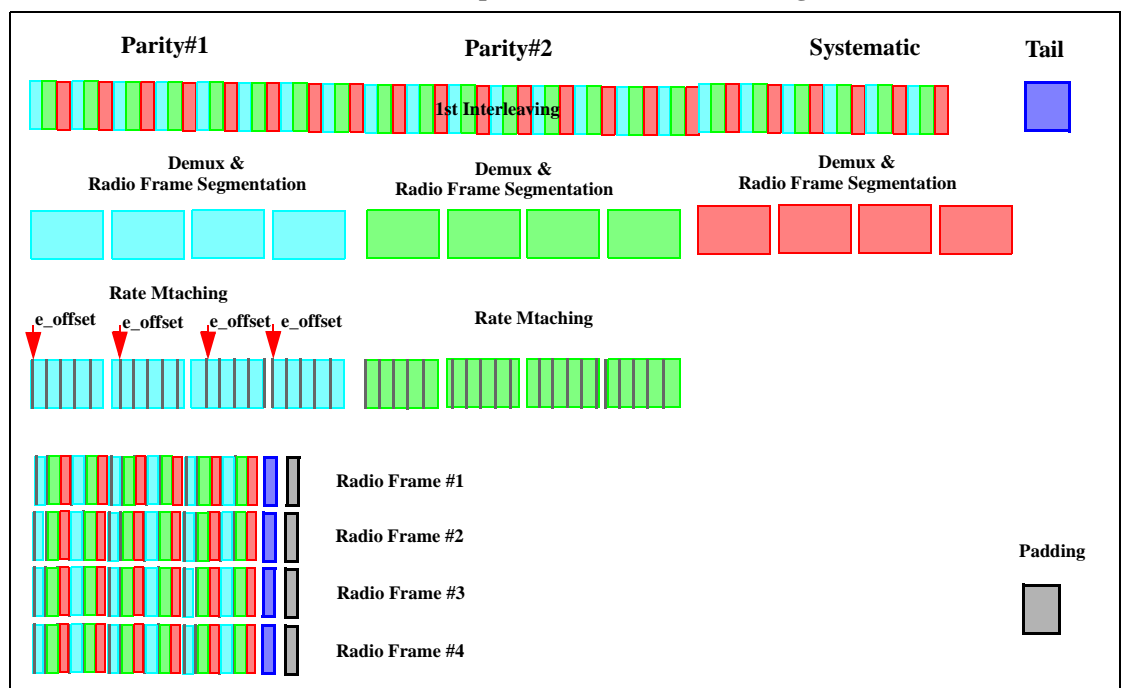 Parity#1
Parity#2
Systematic
Tail
1st Interleaving
Demux &
Radio Frame Segmentation
Demux &
Radio Frame Segmentation
Demux &
Radio Frame Segmentation
Rate Mtaching
e_offset
e_offset
e_offset
e_offset
Rate Mtaching
Radio Frame #1
Radio Frame #2
Radio Frame #3
Radio Frame #4
Padding